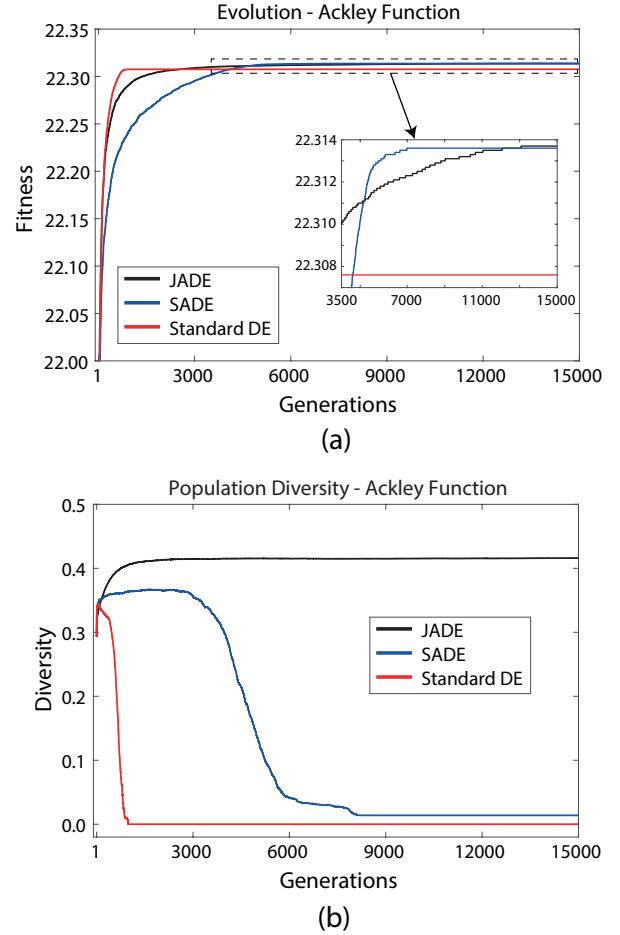 Evolution - Ackley Function
22.35
22.30
22.25
22.20
22.15
22.10
22.05
22.00
Fitness
22.314
22.313
22.310
22.308
3500
7000
11000
15000
JADE
SADE
Standard DE
1
3000
6000
9000
12000
15000
Generations
(a)
Population Diversity - Ackley Function
0.5
0.4
0.3
0.2
0.1
0.0
Diversity
JADE
SADE
Standard DE
1
3000
6000
9000
12000
15000
Generations
(b)